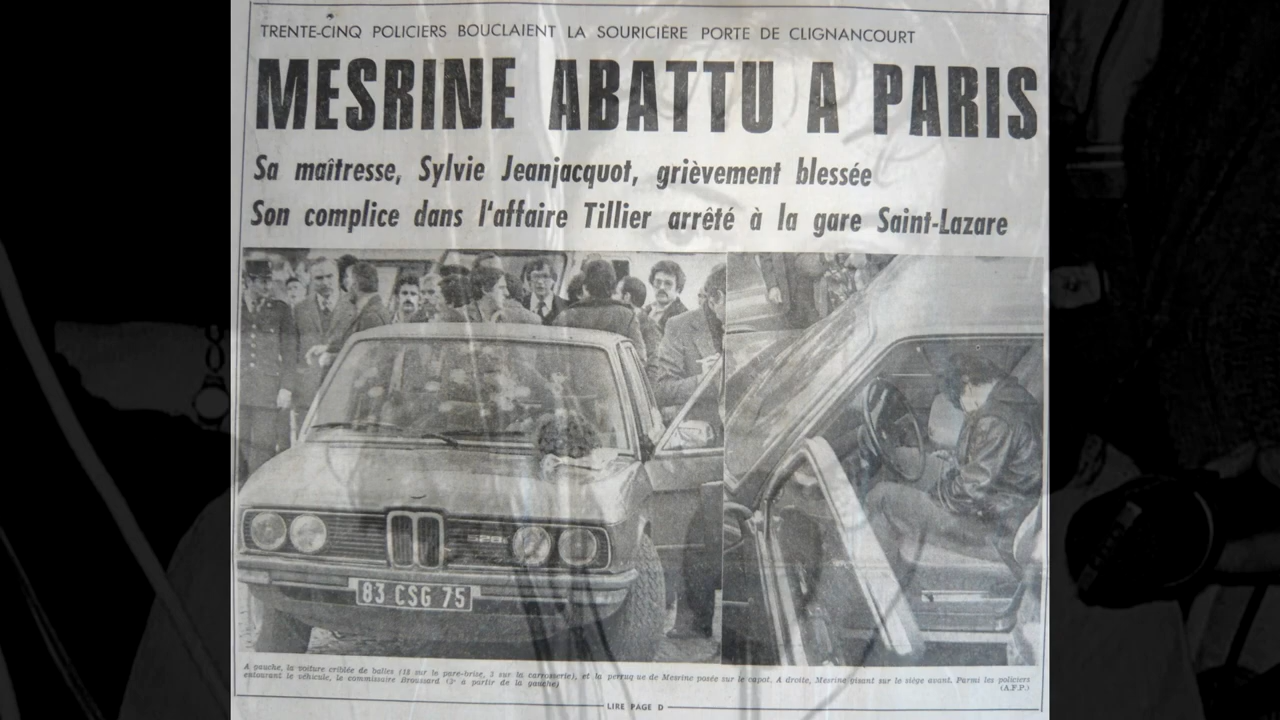 TRENTE-CINQ POLICIERS BOUCLAIENT LA SOURICIÈRE PORTE DE CLIGNANCOURT
MESRINE ABATTU A PARIS
Sa maîtresse, Sylvie Jeanjacquot, grièvement blessée
Son complice dans l'affaire Tillier arrêté à la gare Saint-Lazare
83 CSG 75
A gauche, la voiture criblée de balles (18 sur le pare-brise, 3 sur la carrosserie), et la perruque de Mesrine posée sur le capot. A droite, Mesrine gisant sur le siège avant. Parmi les policiers
entourant le véhicule, le commissaire Broussard (2e à partir de la gauche)
(A.F.P.)
LIRE PAGE D